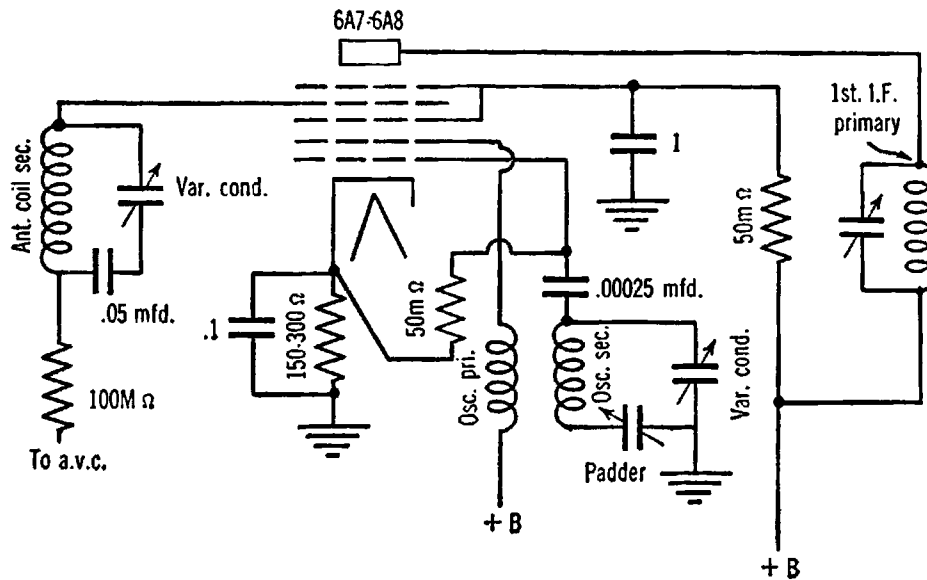 6A7-6A8
1st. I.F.
primary
Ant. coil sec.
Var. cond.
1
50m Ω
.05 mfd.
.1
150-300 Ω
50m Ω
.00025 mfd.
Osc. pri.
Osc. sec.
Var. cond.
100M Ω
To a.v.c.
Padder
+ B
+ B